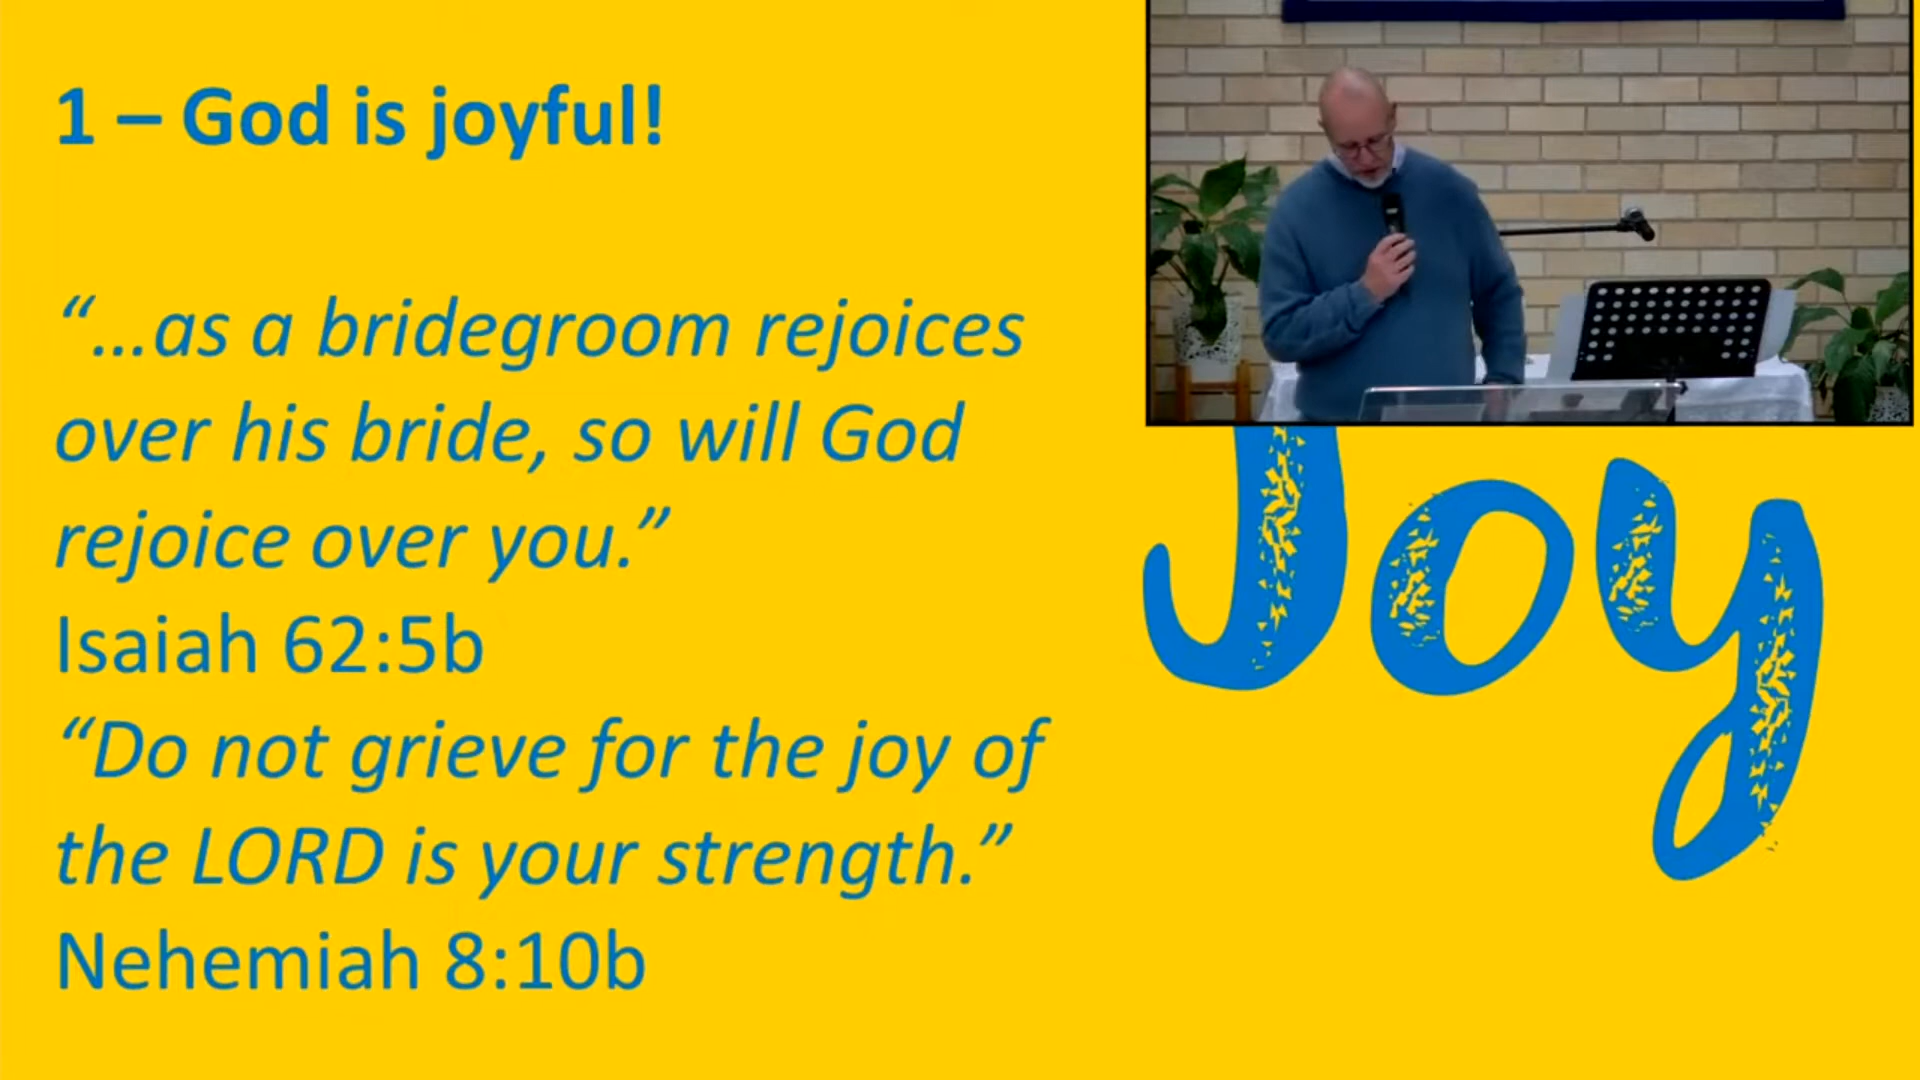 1 – God is joyful!
“...as a bridegroom rejoices
over his bride, so will God
rejoice over you.”
Isaiah 62:5b
“Do not grieve for the joy of
the LORD is your strength.”
Nehemiah 8:10b
Joy